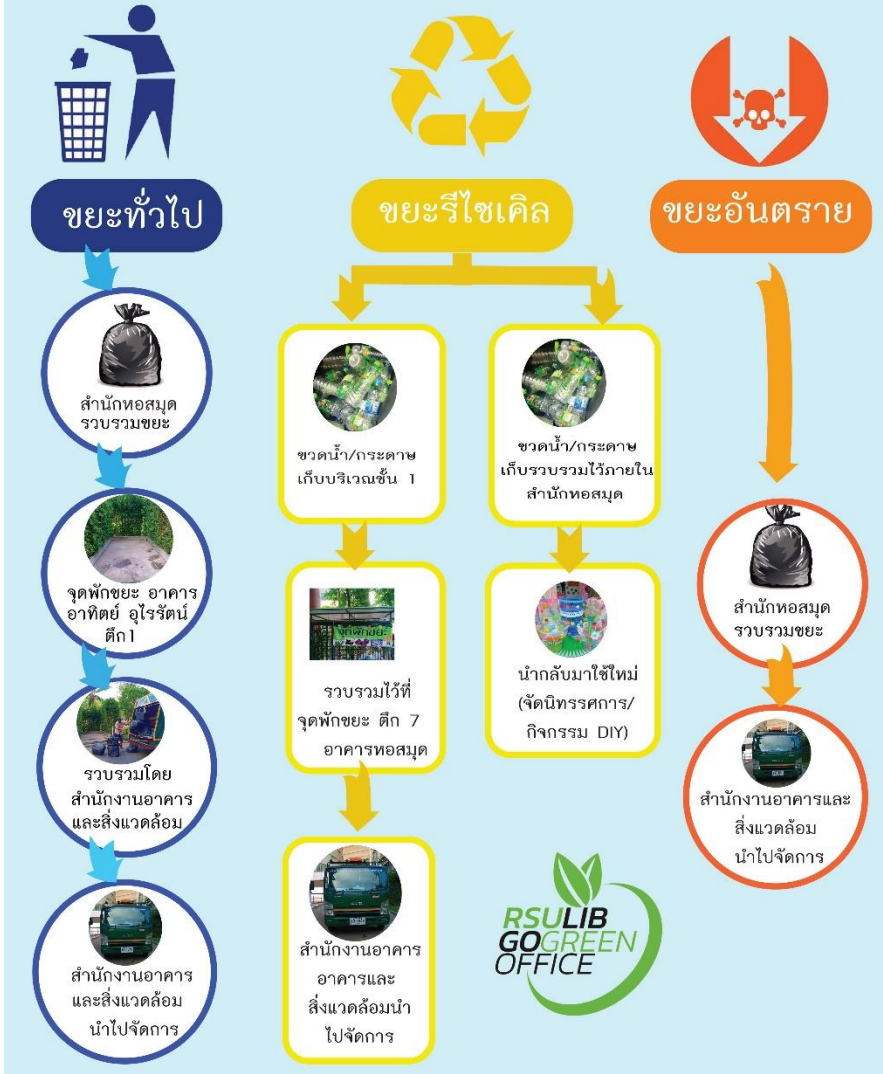 ขยะทั่วไป
สำนักหอสมุด
รวบรวมขยะ
จุดพักขยะ อาคาร
อาทิตย์ อุไรรัตน์
ตึก1
รวบรวมโดย
สำนักงานอาคาร
และสิ่งแวดล้อม
สำนักงานอาคาร
และสิ่งแวดล้อม
นำไปจัดการ
ขยะรีไซเคิล
ขวดน้ำ/กระดาษ
เก็บบริเวณชั้น 1
จุดพักขยะ
รวบรวมไว้ที่
จุดพักขยะ ตึก 7
อาคารหอสมุด
สำนักงานอาคาร
อาคารและ
สิ่งแวดล้อมนำ
ไปจัดการ
ขวดน้ำ/กระดาษ
เก็บรวบรวมไว้ภายใน
สำนักหอสมุด
นำกลับมาใช้ใหม่
(จัดนิทรรศการ/
กิจกรรม DIY)
ขยะอันตราย
สำนักหอสมุด
รวบรวมขยะ
สำนักงานอาคารและ
สิ่งแวดล้อม
นำไปจัดการ
RSULIB
GOGREEN
OFFICE